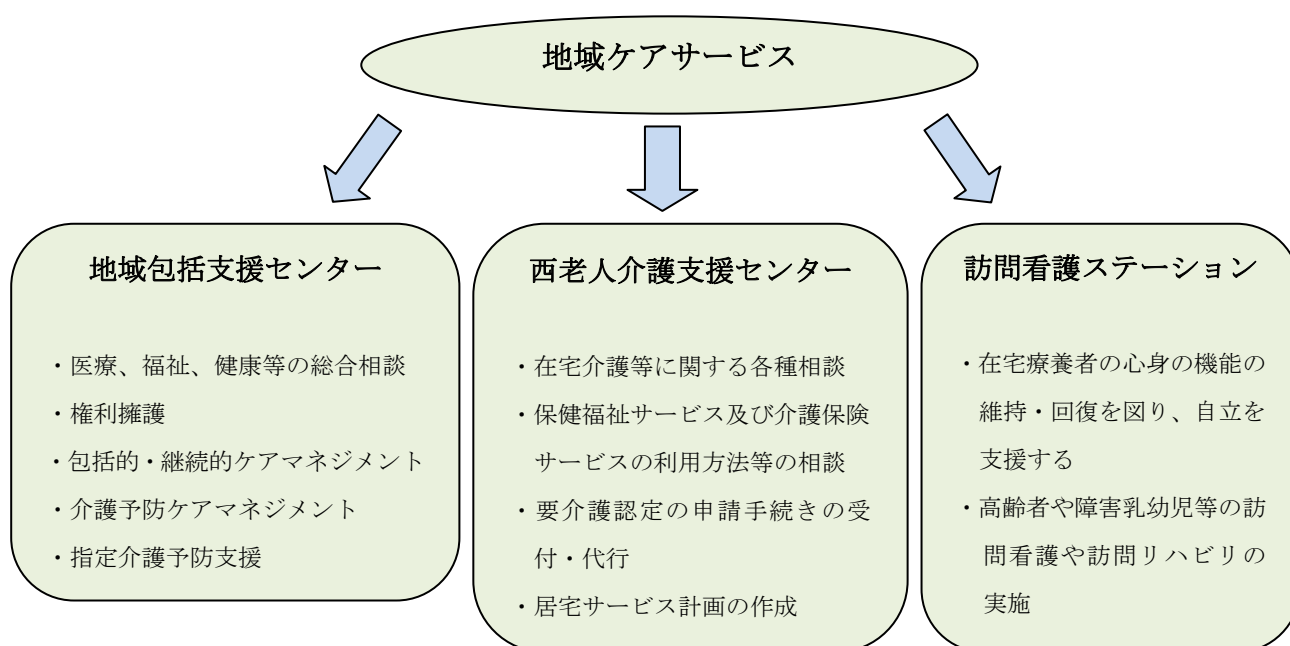 地域ケアサービス
地域包括支援センター
・医療、福祉、健康等の総合相談
・権利擁護
・包括的・継続的ケアマネジメント
・介護予防ケアマネジメント
・指定介護予防支援
西老人介護支援センター
・在宅介護等に関する各種相談
・保健福祉サービス及び介護保険
サービスの利用方法等の相談
・要介護認定の申請手続きの受
付・代行
・居宅サービス計画の作成
訪問看護ステーション
・在宅療養者の心身の機能の
維持・回復を図り、自立を
支援する
・高齢者や障害乳幼児等の訪
問看護や訪問リハビリの
実施